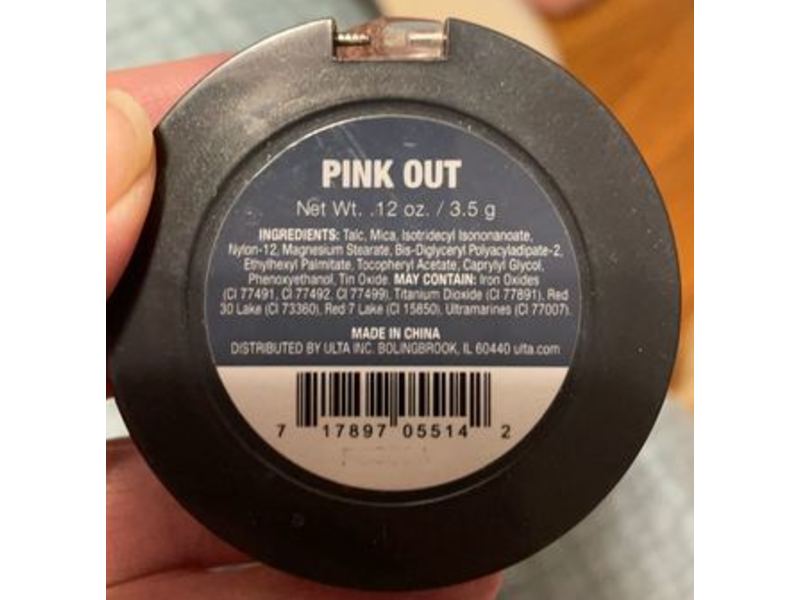 PINK OUT
Net Wt. .12 oz. / 3.5 g
INGREDIENTS: Talc, Mica, Isotridecyl Isononanoate,
Nylon-12, Magnesium Stearate, Bis-Diglyceryl Polyacyladipate-2,
Ethylhexyl Palmitate, Tocopheryl Acetate, Caprylyl Glycol,
Phenoxyethanol, Tin Oxide. MAY CONTAIN: Iron Oxides
(CI 77491, CI 77492, CI 77499), Titanium Dioxide (CI 77891), Red
30 Lake (CI 73360), Red 7 Lake (CI 15850), Ultramarines (CI 77007).
MADE IN CHINA
DISTRIBUTED BY ULTA INC. BOLINGBROOK, IL 60440 ulta.com
7 17897 05514 2